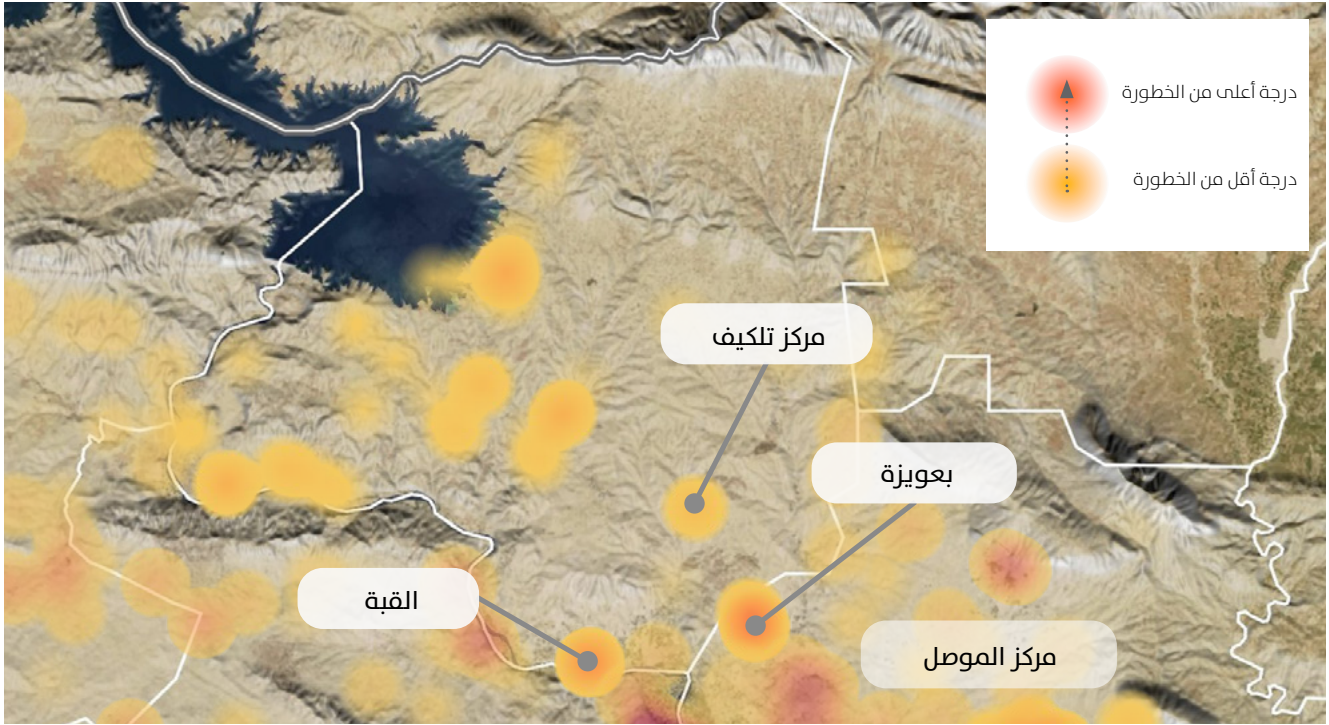 درجة أعلى من الخطورة
درجة أقل من الخطورة
مركز تلكيف
بعويزة
القبة
مركز الموصل